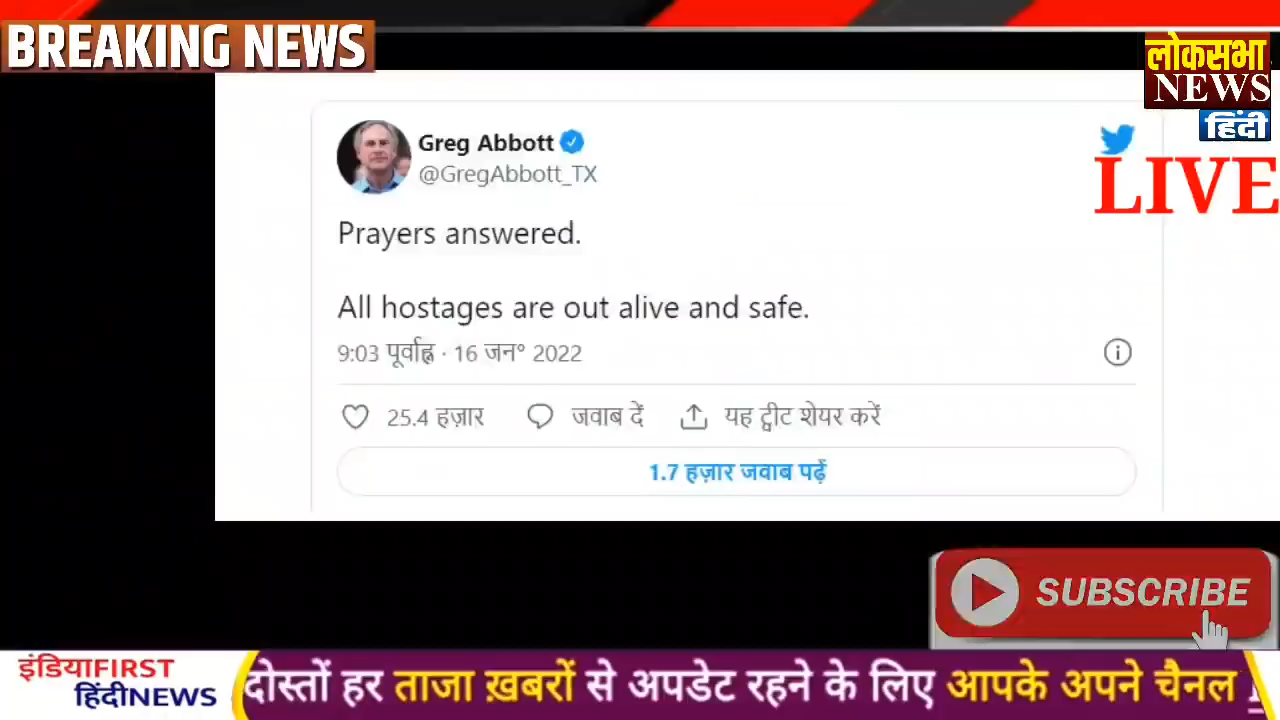 BREAKING NEWS
लोकसभा
NEWS
हिंदी
LIVE
Greg Abbott
@GregAbbott_TX
Prayers answered.
All hostages are out alive and safe.
9:03 पूर्वाह्न · 16 जन॰ 2022
25.4 हज़ार जवाब दें यह ट्वीट शेयर करें
1.7 हज़ार जवाब पढ़ें
SUBSCRIBE
इंडियाFIRST
हिंदीNEWS
दोस्तों हर ताजा ख़बरों से अपडेट रहने के लिए आपके अपने चैनल